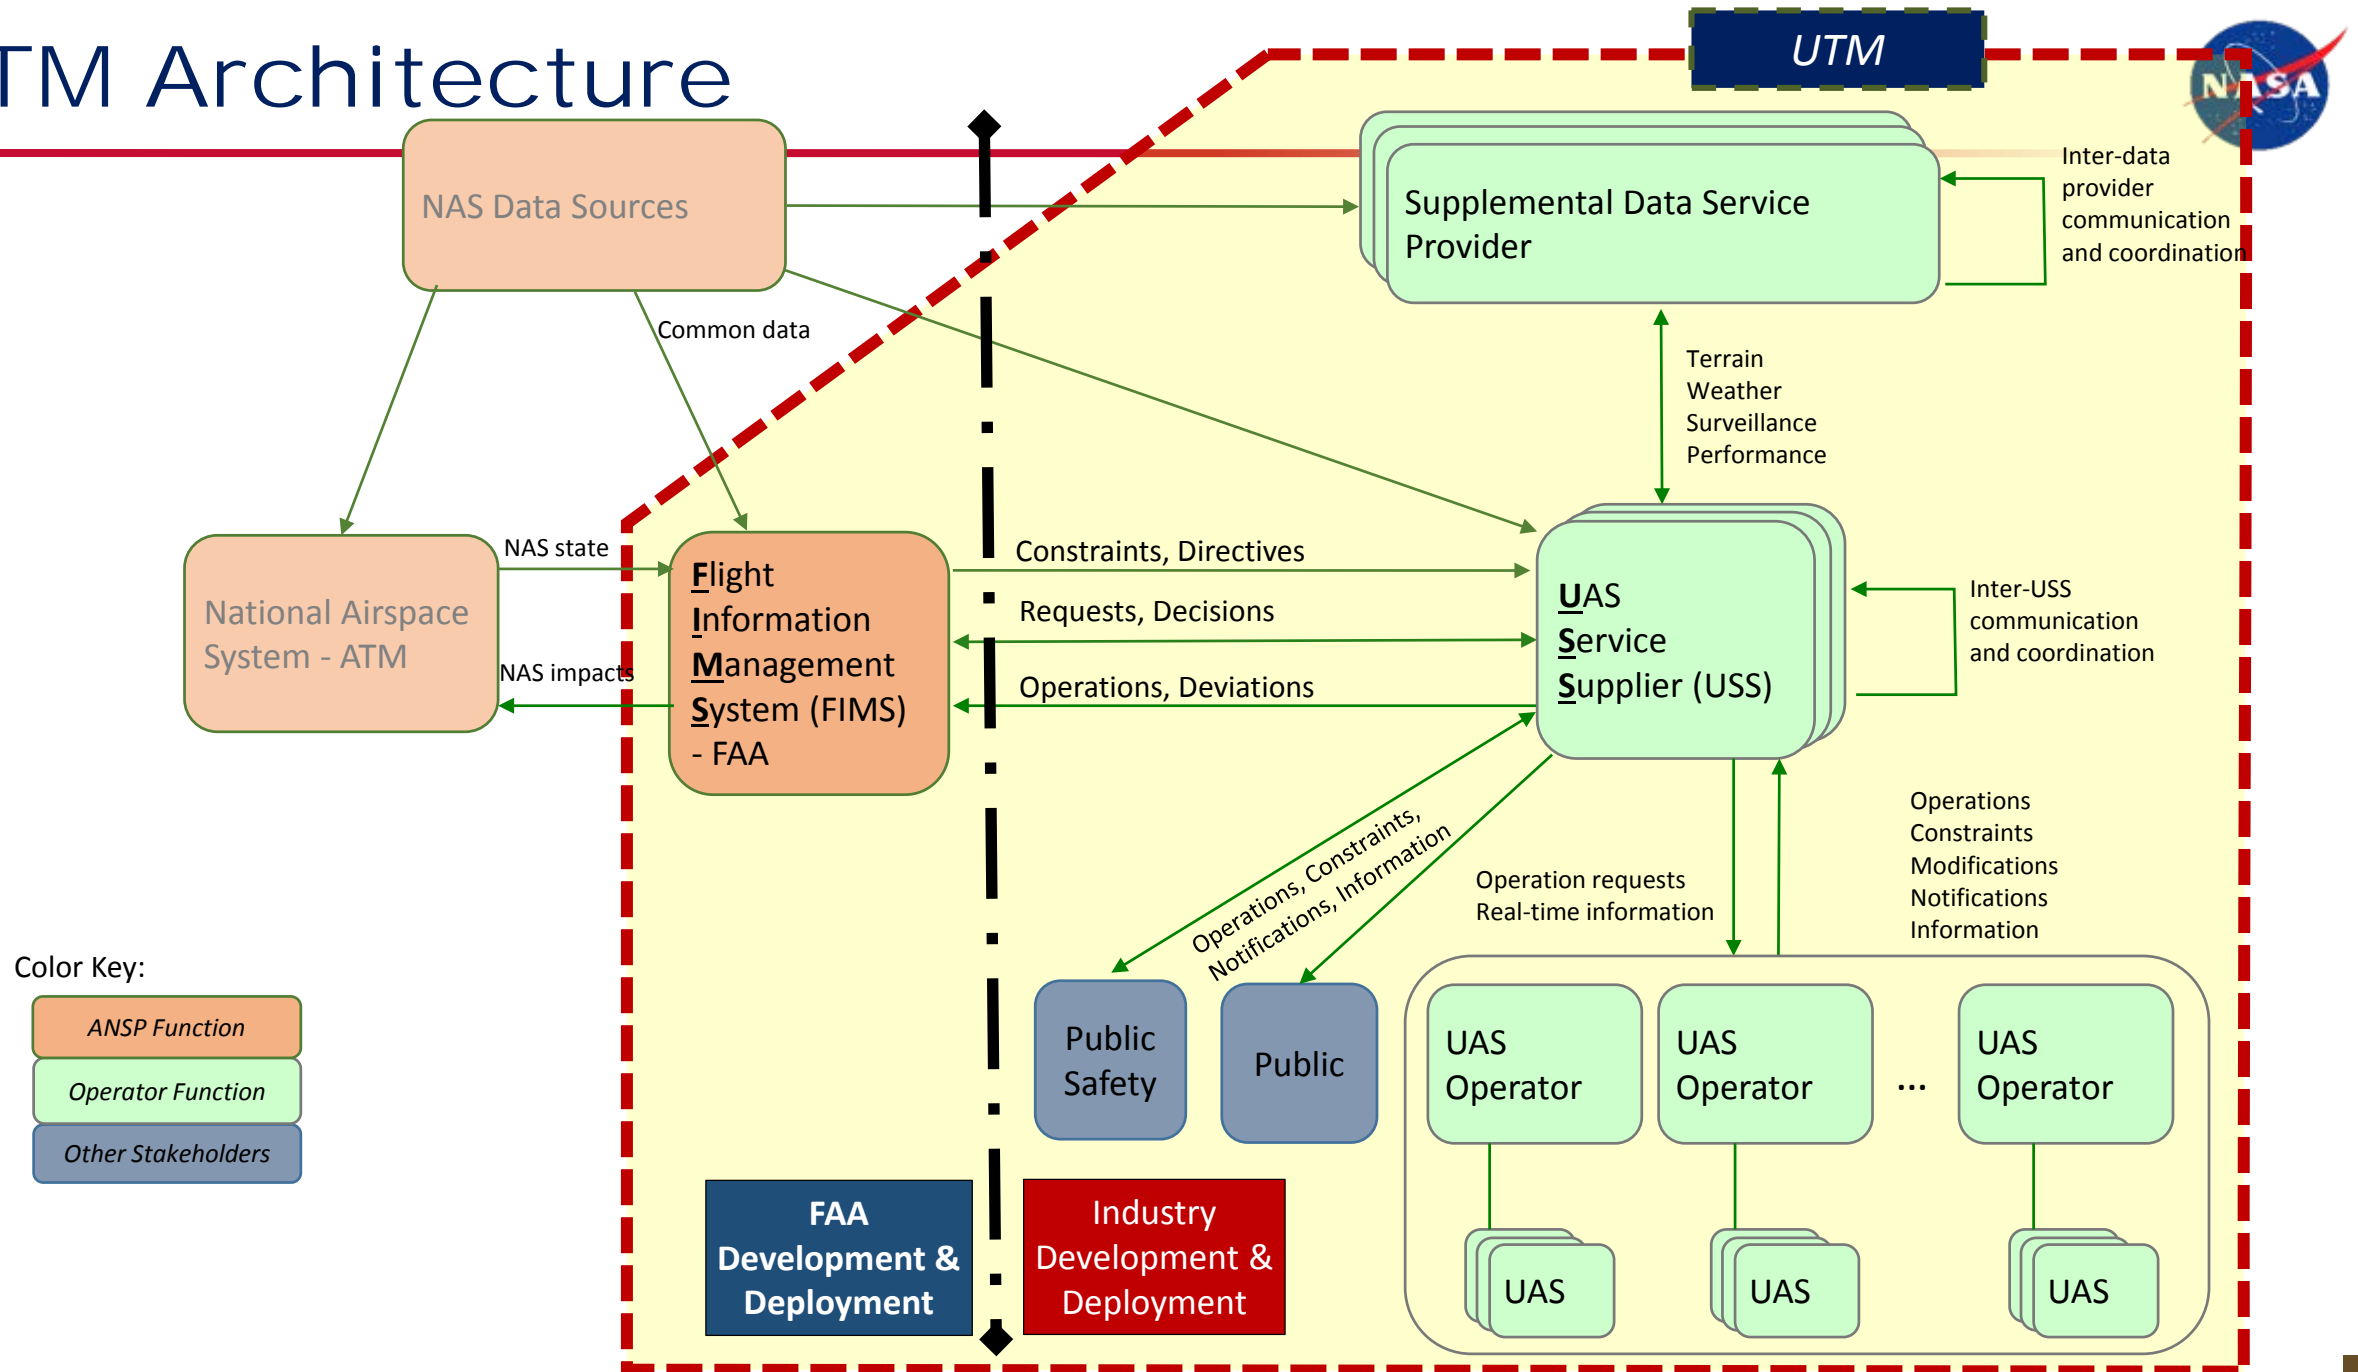 TM Architecture
UTM
NASA
NAS Data Sources
Supplemental Data Service
Provider
Inter-data
provider
communication
and coordination
Common data
Terrain
Weather
Surveillance
Performance
National Airspace
System - ATM
NAS state
NAS impacts
Flight
Information
Management
System (FIMS)
- FAA
Constraints, Directives
Requests, Decisions
Operations, Deviations
UAS
Service
Supplier (USS)
Inter-USS
communication
and coordination
Operations, Constraints,
Notifications, Information
Operation requests
Real-time information
Operations
Constraints
Modifications
Notifications
Information
Color Key:
ANSP Function
Operator Function
Other Stakeholders
Public
Safety
Public
UAS
Operator
UAS
Operator
...
UAS
Operator
UAS
UAS
UAS
FAA
Development &
Deployment
Industry
Development &
Deployment